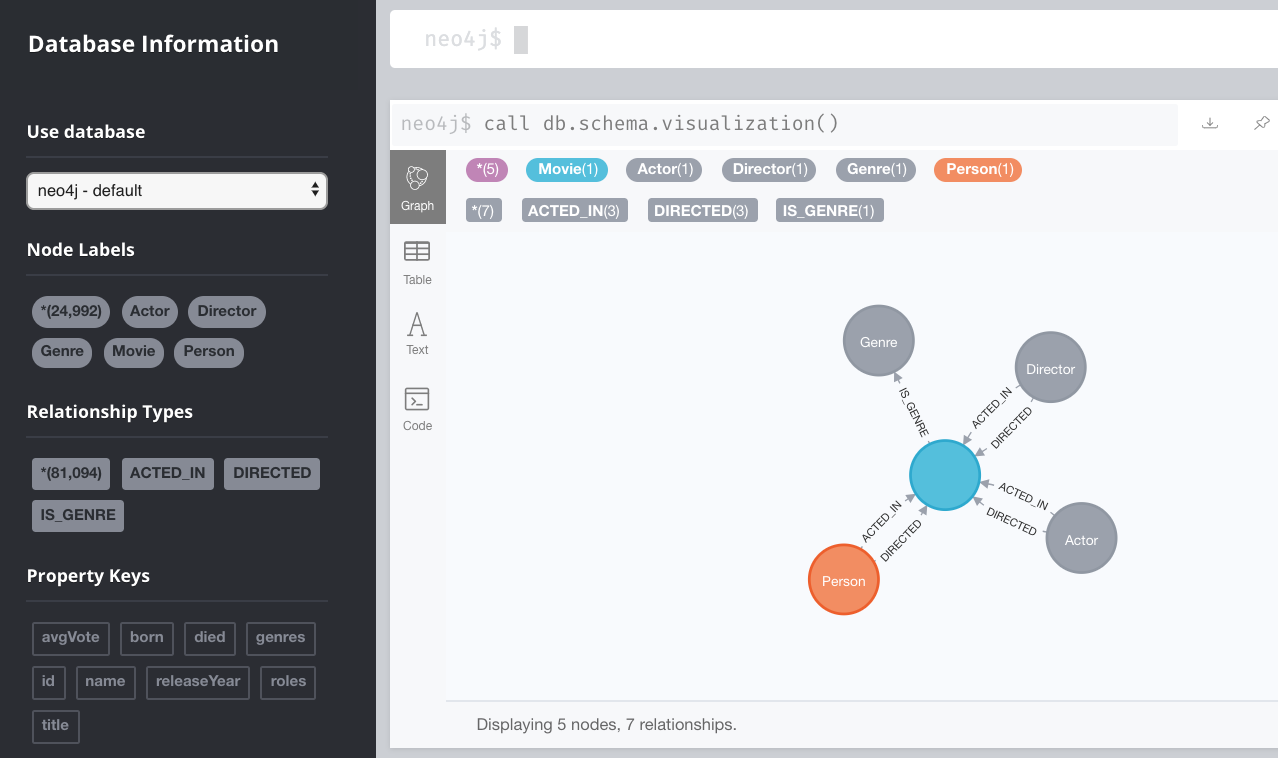 Database Information
Use database
neo4j - default
Node Labels
*(24,992) Actor Director
Genre Movie Person
Relationship Types
*(81,094) ACTED_IN DIRECTED
IS_GENRE
Property Keys
avgVote born died genres
id name releaseYear roles
title
neo4j$
neo4j$ call db.schema.visualization()
Graph
Table
Text
Code
*(5) Movie(1) Actor(1) Director(1) Genre(1) Person(1)
*(7) ACTED_IN(3) DIRECTED(3) IS_GENRE(1)
Genre
Director
IS_GENRE
ACTED_IN
DIRECTED
ACTED_IN
DIRECTED
Actor
ACTED_IN
DIRECTED
Person
Displaying 5 nodes, 7 relationships.